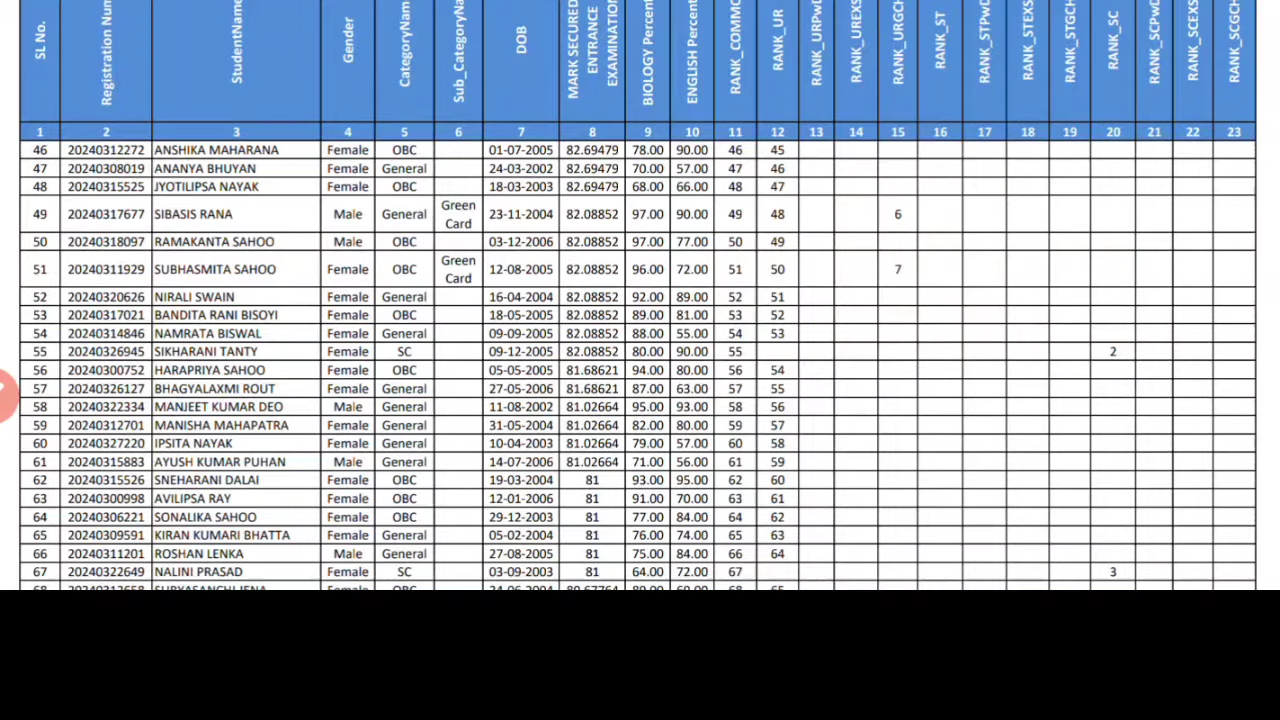 SL No. Registration Num StudentName Gender CategoryNam Sub_CategoryNa DOB MARK SECURED ENTRANCE EXAMINATION BIOLOGY Percent ENGLISH Percent RANK_COMMO RANK_UR RANK_URPwD RANK_UREXS RANK_URGCH RANK_ST RANK_STPwD RANK_STEXS RANK_STGCH RANK_SC RANK_SCPwD RANK_SCEXS RANK_SCGCH
1 2 3 4 5 6 7 8 9 10 11 12 13 14 15 16 17 18 19 20 21 22 23
46 20240312272 ANSHIKA MAHARANA Female OBC 01-07-2005 82.69479 78.00 90.00 46 45
47 20240308019 ANANYA BHUYAN Female General 24-03-2002 82.69479 70.00 57.00 47 46
48 20240315525 JYOTILIPSA NAYAK Female OBC 18-03-2003 82.69479 68.00 66.00 48 47
49 20240317677 SIBASIS RANA Male General Green Card 23-11-2004 82.08852 97.00 90.00 49 48 6
50 20240318097 RAMAKANTA SAHOO Male OBC 03-12-2006 82.08852 97.00 77.00 50 49
51 20240311929 SUBHASMITA SAHOO Female OBC Green Card 12-08-2005 82.08852 96.00 72.00 51 50 7
52 20240320626 NIRALI SWAIN Female General 16-04-2004 82.08852 92.00 89.00 52 51
53 20240317021 BANDITA RANI BISOYI Female OBC 18-05-2005 82.08852 89.00 81.00 53 52
54 20240314846 NAMRATA BISWAL Female General 09-09-2005 82.08852 88.00 55.00 54 53
55 20240326945 SIKHARANI TANTY Female SC 09-12-2005 82.08852 80.00 90.00 55 2
56 20240300752 HARAPRIYA SAHOO Female OBC 05-05-2005 81.68621 94.00 80.00 56 54
57 20240326127 BHAGYALAXMI ROUT Female General 27-05-2006 81.68621 87.00 63.00 57 55
58 20240322334 MANJEET KUMAR DEO Male General 11-08-2002 81.02664 95.00 93.00 58 56
59 20240312701 MANISHA MAHAPATRA Female General 31-05-2004 81.02664 82.00 80.00 59 57
60 20240327220 IPSITA NAYAK Female General 10-04-2003 81.02664 79.00 57.00 60 58
61 20240315883 AYUSH KUMAR PUHAN Male General 14-07-2006 81.02664 71.00 56.00 61 59
62 20240315526 SNEHARANI DALAI Female OBC 19-03-2004 81 93.00 95.00 62 60
63 20240300998 AVILIPSA RAY Female OBC 12-01-2006 81 91.00 70.00 63 61
64 20240306221 SONALIKA SAHOO Female OBC 29-12-2003 81 77.00 84.00 64 62
65 20240309591 KIRAN KUMARI BHATTA Female General 05-02-2004 81 76.00 74.00 65 63
66 20240311201 ROSHAN LENKA Male General 27-08-2005 81 75.00 84.00 66 64
67 20240322649 NALINI PRASAD Female SC 03-09-2003 81 64.00 72.00 67 3